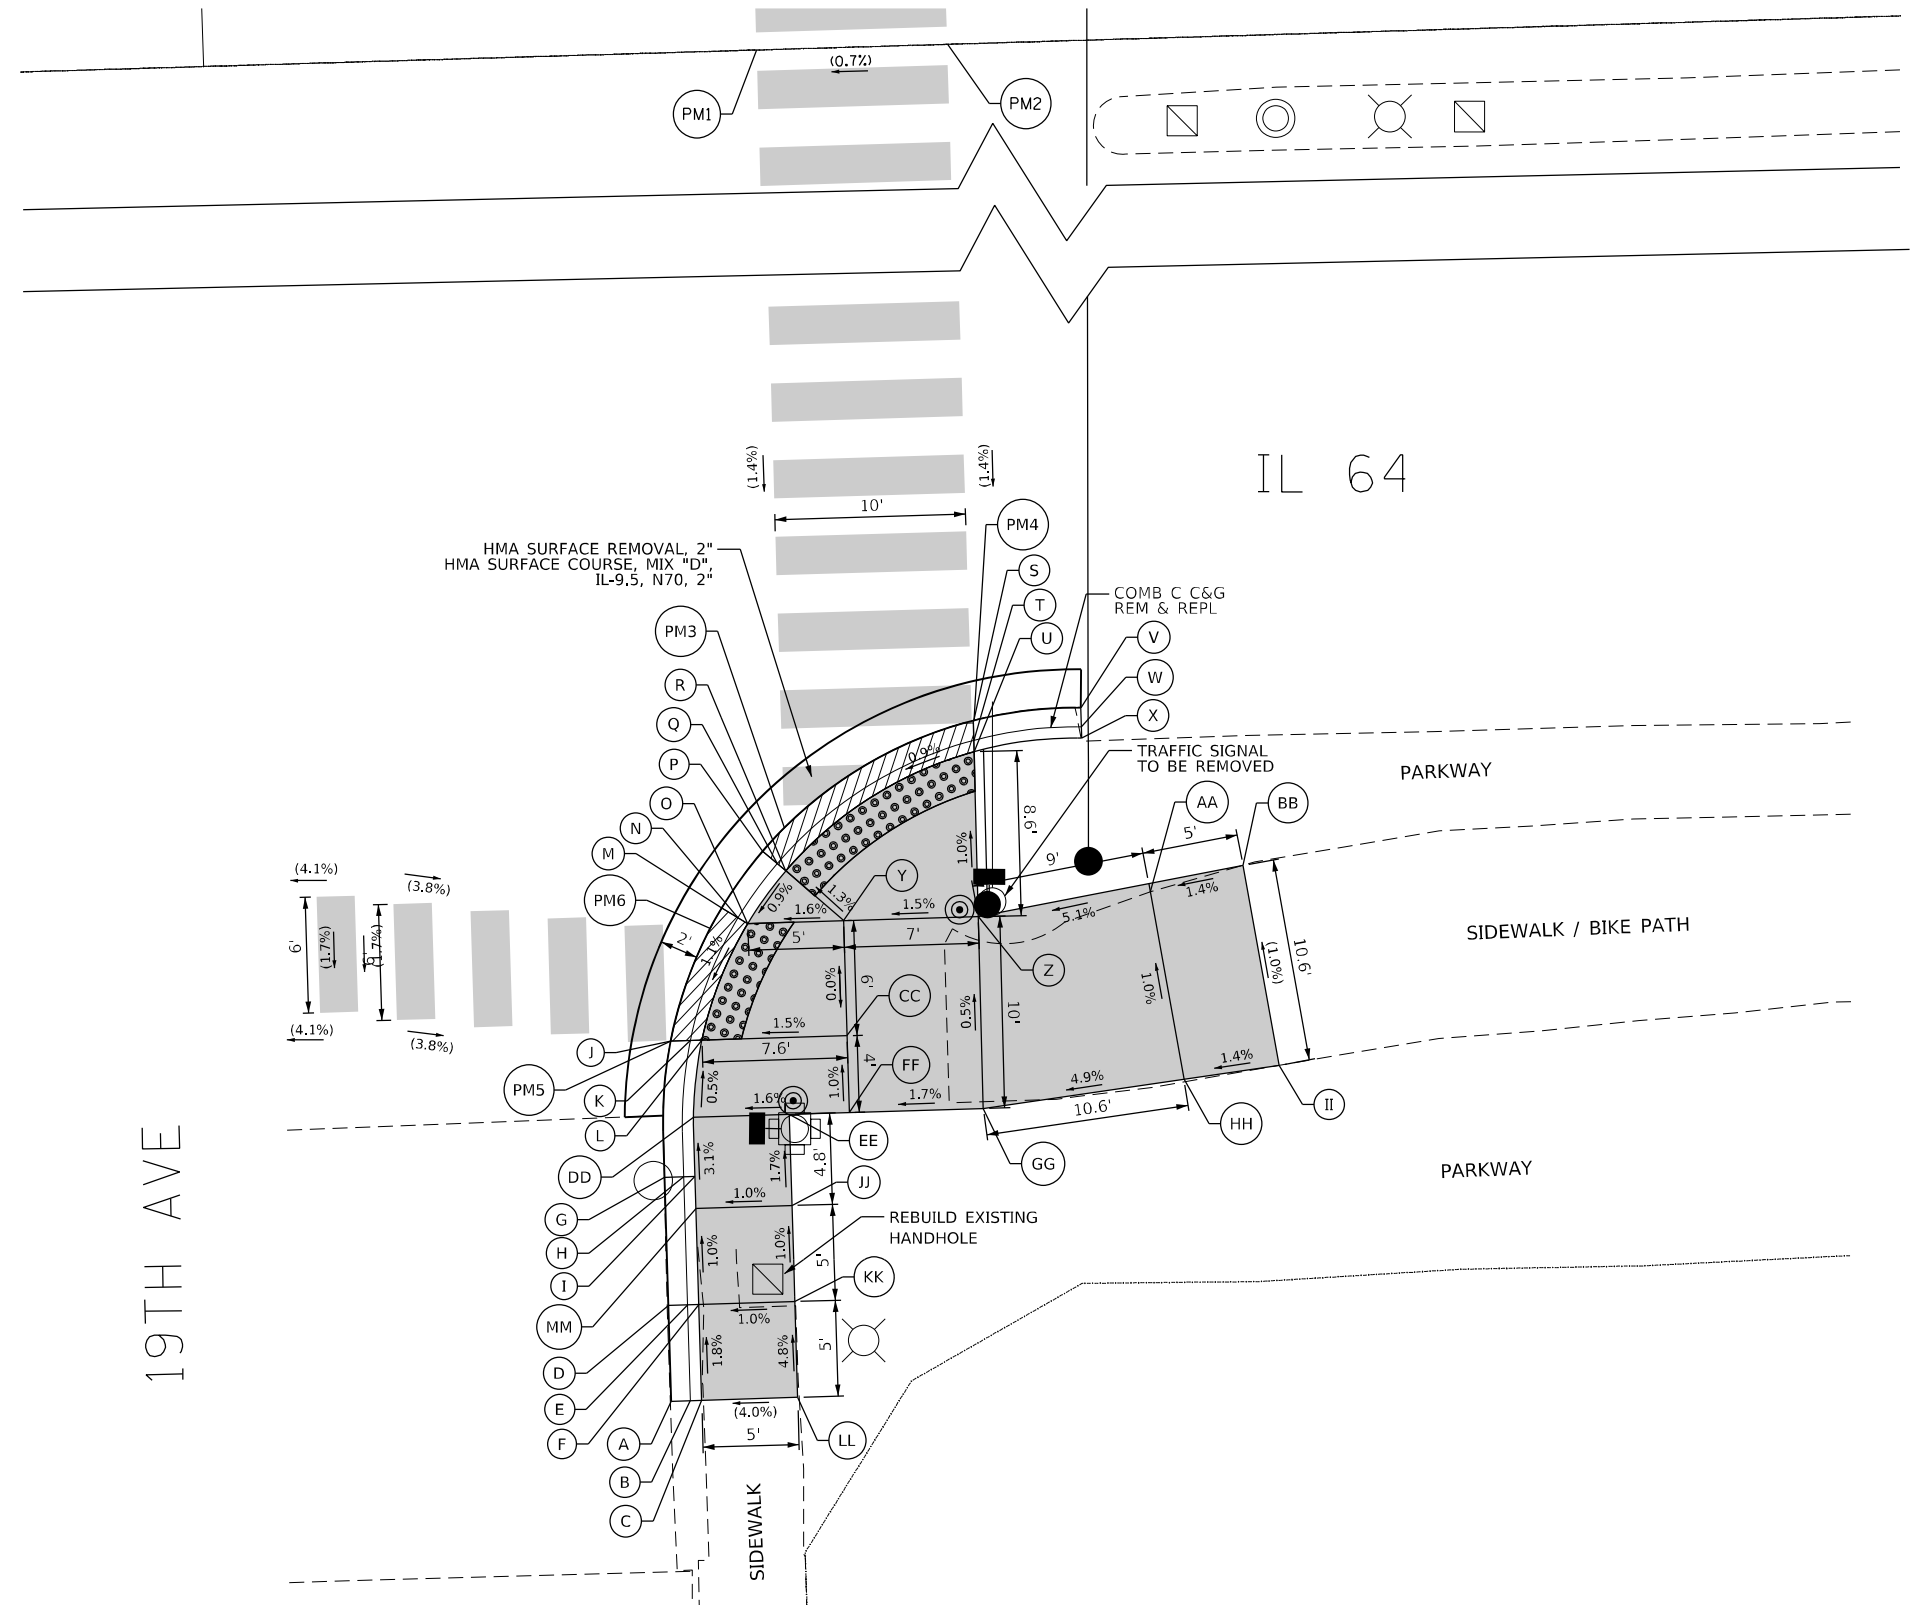 (0.7%)
PM1
PM2
IL 64
(1.4%)
(1.4%)
10'
HMA SURFACE REMOVAL, 2"
HMA SURFACE COURSE, MIX "D",
IL-9.5, N70, 2"
PM4
S
T
U
COMB C C&G
REM & REPL
V
W
X
PM3
R
Q
P
O
N
M
PM6
TRAFFIC SIGNAL
TO BE REMOVED
PARKWAY
0.9%
8.6'
1.0%
9'
AA
BB
5'
1.4%
5.1%
(4.1%)
(3.8%)
6'
(1.7%)
6'
(1.7%)
(4.1%)
(3.8%)
2'
1.1%
0.9%
1.3%
Y
1.6%
1.5%
5'
7'
Z
SIDEWALK / BIKE PATH
10.6'
(1.0%)
1.0%
0.0%
6'
CC
0.5%
10'
1.5%
7.6'
4'
FF
J
PM5
K
L
0.5%
1.0%
1.6%
1.7%
4.9%
10.6'
1.4%
II
HH
GG
EE
DD
3.1%
1.7%
4.8'
JJ
1.0%
PARKWAY
19TH AVE
G
H
I
MM
1.0%
1.0%
5'
REBUILD EXISTING
HANDHOLE
KK
1.0%
D
E
F
1.8%
4.8%
5'
(4.0%)
5'
A
B
C
LL
SIDEWALK